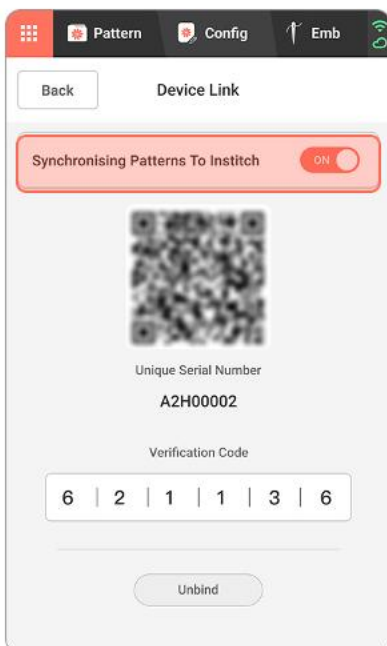 Pattern Config Emb
Back Device Link
Synchronising Patterns To Institch ON
Unique Serial Number
A2H00002
Verification Code
6 | 2 | 1 | 1 | 3 | 6
Unbind